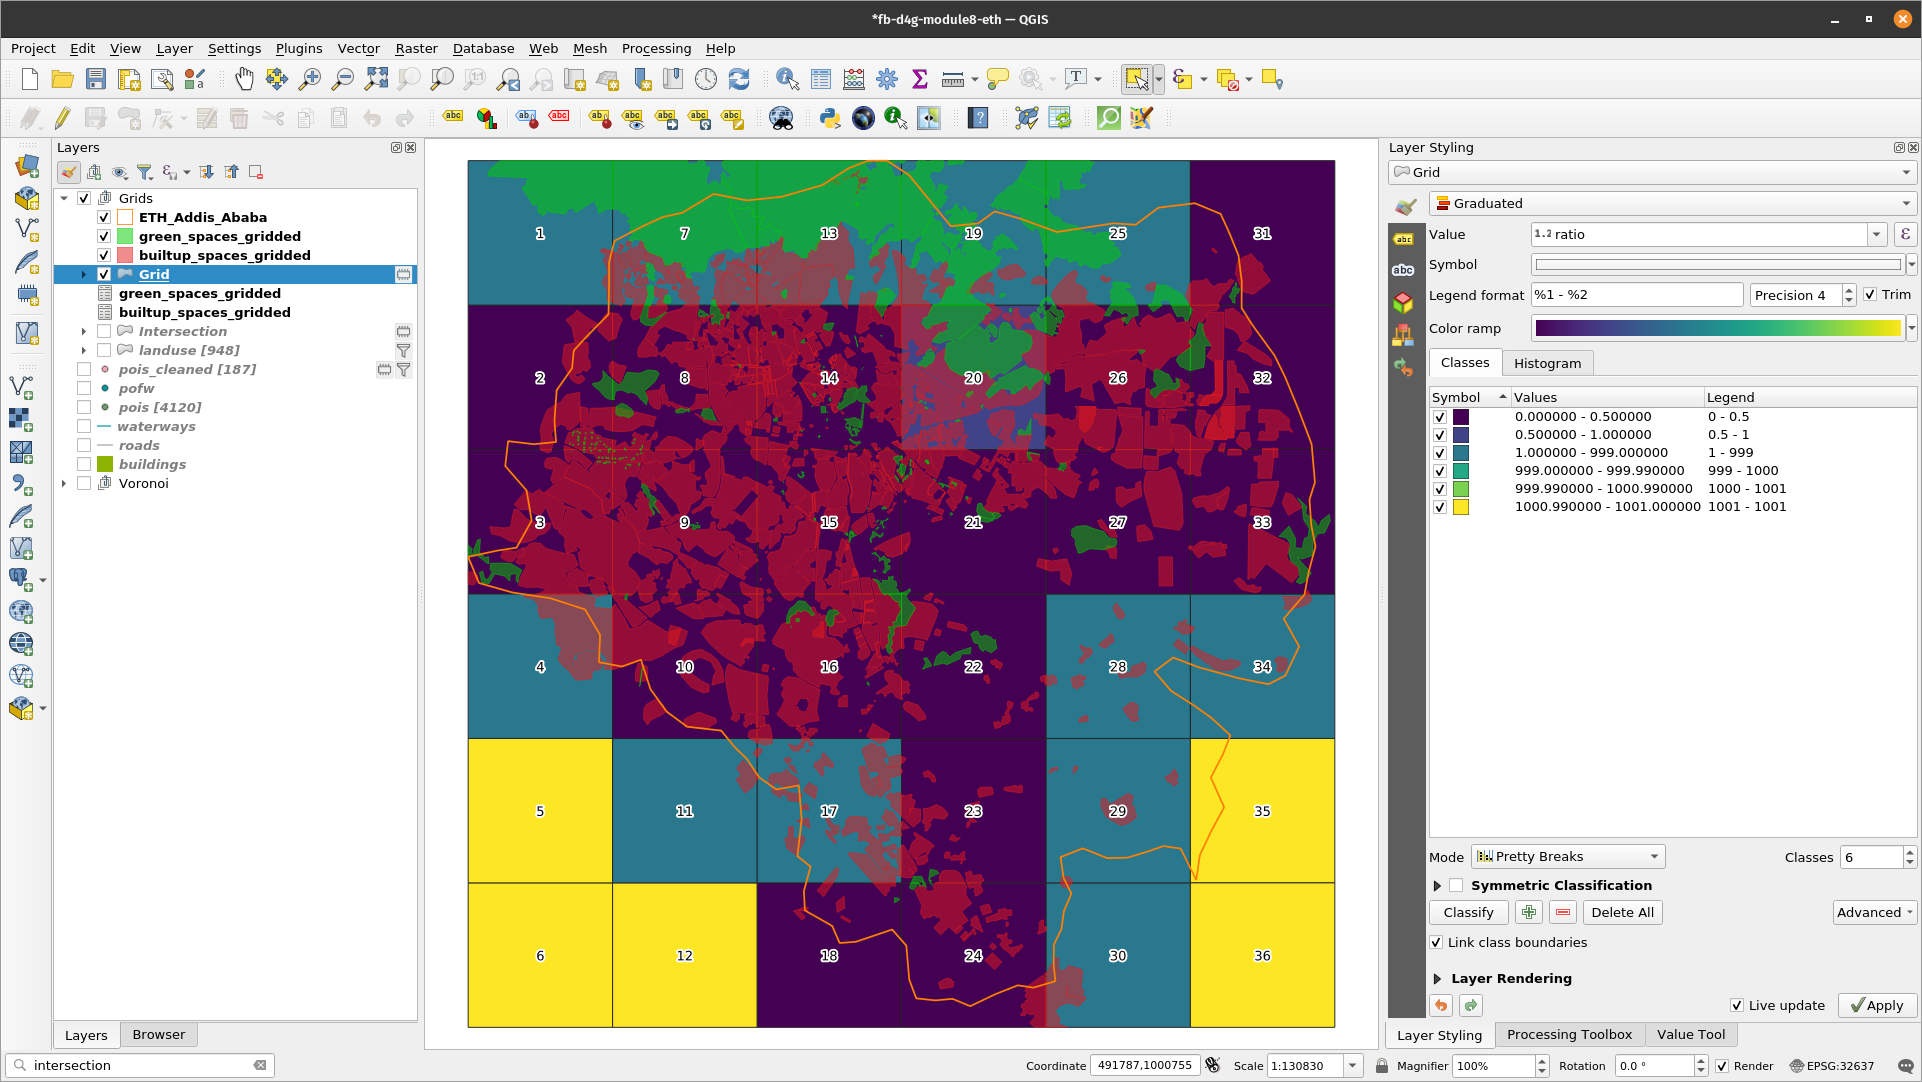 *fb-d4g-module8-eth — QGIS
Project Edit View Layer Settings Plugins Vector Raster Database Web Mesh Processing Help
Layers
Grids
ETH_Addis_Ababa
green_spaces_gridded
builtup_spaces_gridded
Grid
green_spaces_gridded
builtup_spaces_gridded
Intersection
landuse [948]
pois_cleaned [187]
pofw
pois [4120]
waterways
roads
buildings
Voronoi
Layers Browser
intersection
1 7 13 19 25 31
2 8 14 20 26 32
3 9 15 21 27 33
4 10 16 22 28 34
5 11 17 23 29 35
6 12 18 24 30 36
Layer Styling
Grid
Graduated
Value 1.2 ratio ε
Symbol
Legend format %1 - %2 Precision 4 Trim
Color ramp
Classes Histogram
Symbol Values Legend
0.000000 - 0.500000 0 - 0.5
0.500000 - 1.000000 0.5 - 1
1.000000 - 999.000000 1 - 999
999.000000 - 999.990000 999 - 1000
999.990000 - 1000.990000 1000 - 1001
1000.990000 - 1001.000000 1001 - 1001
Mode Pretty Breaks Classes 6
Symmetric Classification
Classify Delete All Advanced
Link class boundaries
Layer Rendering
Live update Apply
Layer Styling Processing Toolbox Value Tool
Coordinate 491787,1000755 Scale 1:130830 Magnifier 100% Rotation 0.0 ° Render EPSG:32637